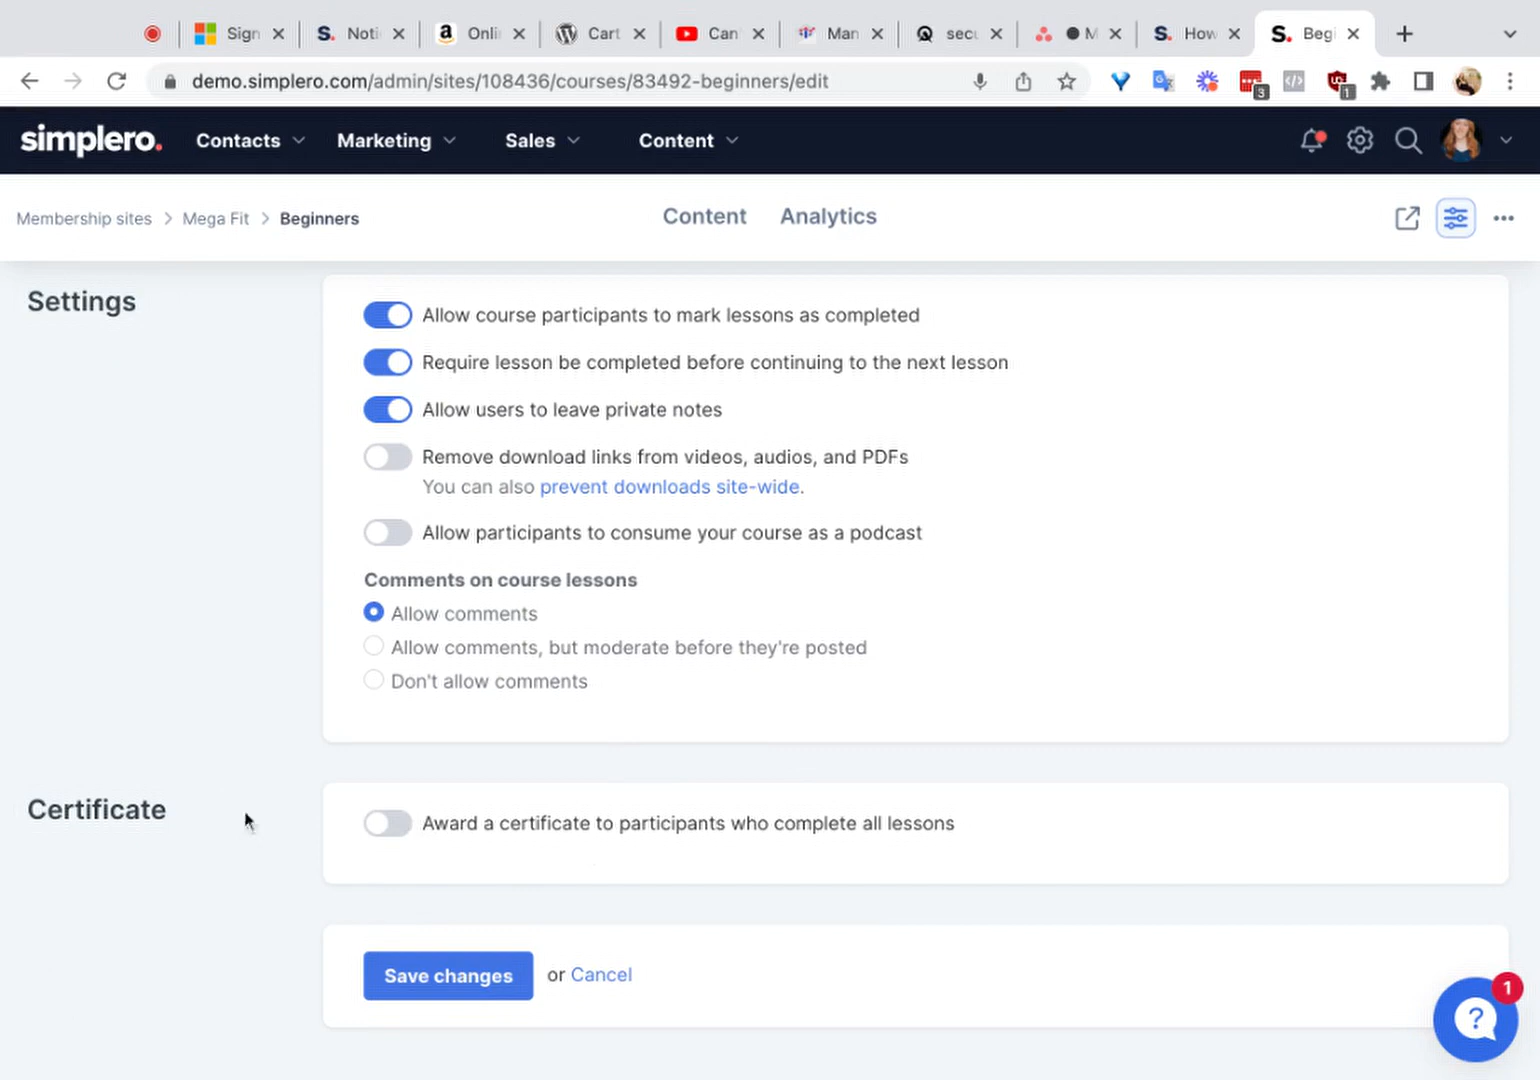 Sign
S. Noti
a Onli
Cart
Can
Man
secu
M
S. How
S. Begi
demo.simplero.com/admin/sites/108436/courses/83492-beginners/edit
3
1
simplero.
Contacts
Marketing
Sales
Content
Membership sites > Mega Fit > Beginners
Content
Analytics
Settings
Allow course participants to mark lessons as completed
Require lesson be completed before continuing to the next lesson
Allow users to leave private notes
Remove download links from videos, audios, and PDFs
You can also prevent downloads site-wide.
Allow participants to consume your course as a podcast
Comments on course lessons
Allow comments
Allow comments, but moderate before they're posted
Don't allow comments
Certificate
Award a certificate to participants who complete all lessons
Save changes or Cancel
1
?